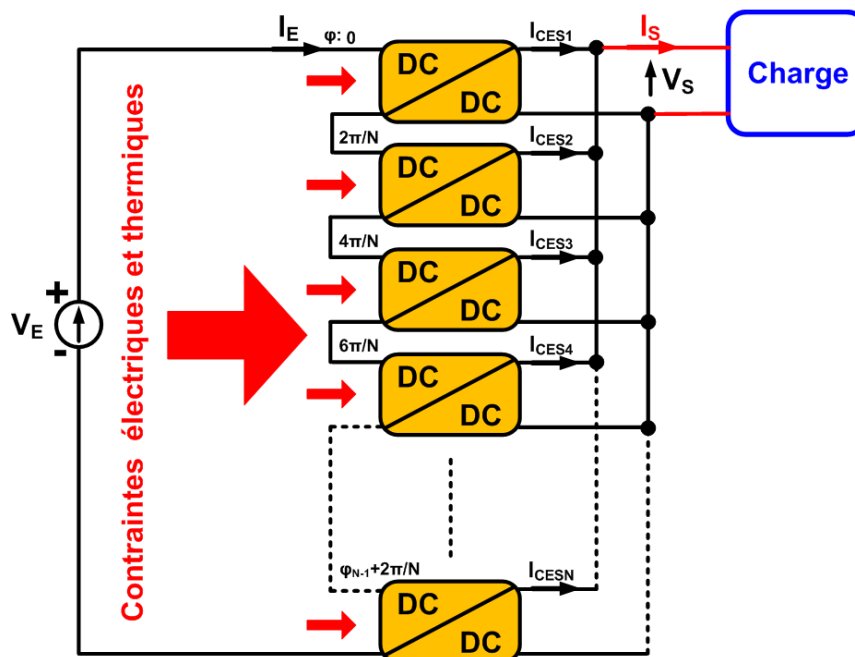 I_E
φ: 0
DC
DC
I_CES1
I_S
V_S
Charge
2π/N
DC
DC
I_CES2
4π/N
DC
DC
I_CES3
6π/N
DC
DC
I_CES4
φ_N-1+2π/N
DC
DC
I_CESN
+
V_E
-
Contraintes électriques et thermiques